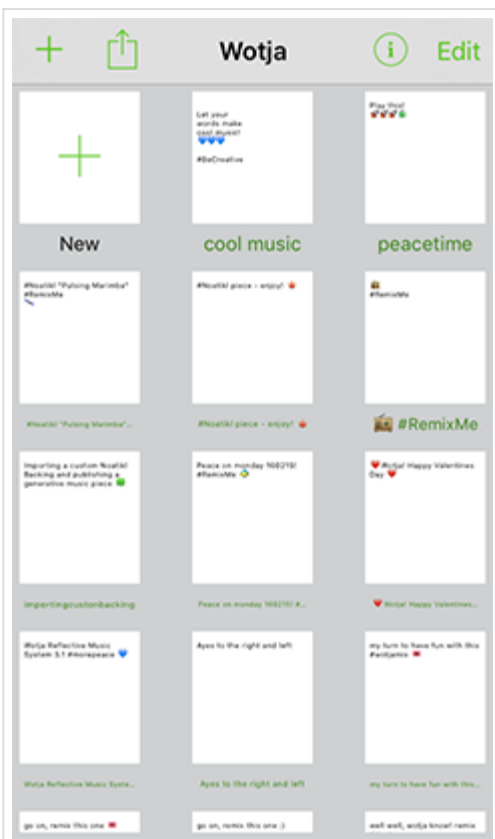 Wotja
Edit
Let your
words make
cool music!
💙💙💙
#BeCreative
Play this!
New
cool music
peacetime
#Noatikl "Pulsing Marimba"
#RemixMe
#Noatikl piece - enjoy!
#RemixMe
#Noatikl "Pulsing Marimba"...
#Noatikl piece - enjoy!
📻 #RemixMe
Importing a custom Noatikl
Backing and publishing a
generative music piece
Peace on monday 160215!
#RemixMe
❤️ Wotja! Happy Valentines
Day ❤️
importingcustonbacking
Peace on monday 160215! #...
❤️ Wotja! Happy Valentines...
Wotja Reflective Music
System 3.1 #morepeace 💙
Ayes to the right and left
my turn to have fun with this
#wotjamix
Wotja Reflective Music Syste...
Ayes to the right and left
my turn to have fun with this...
go on, remix this one
go on, remix this one :)
well well, wotja know! remix